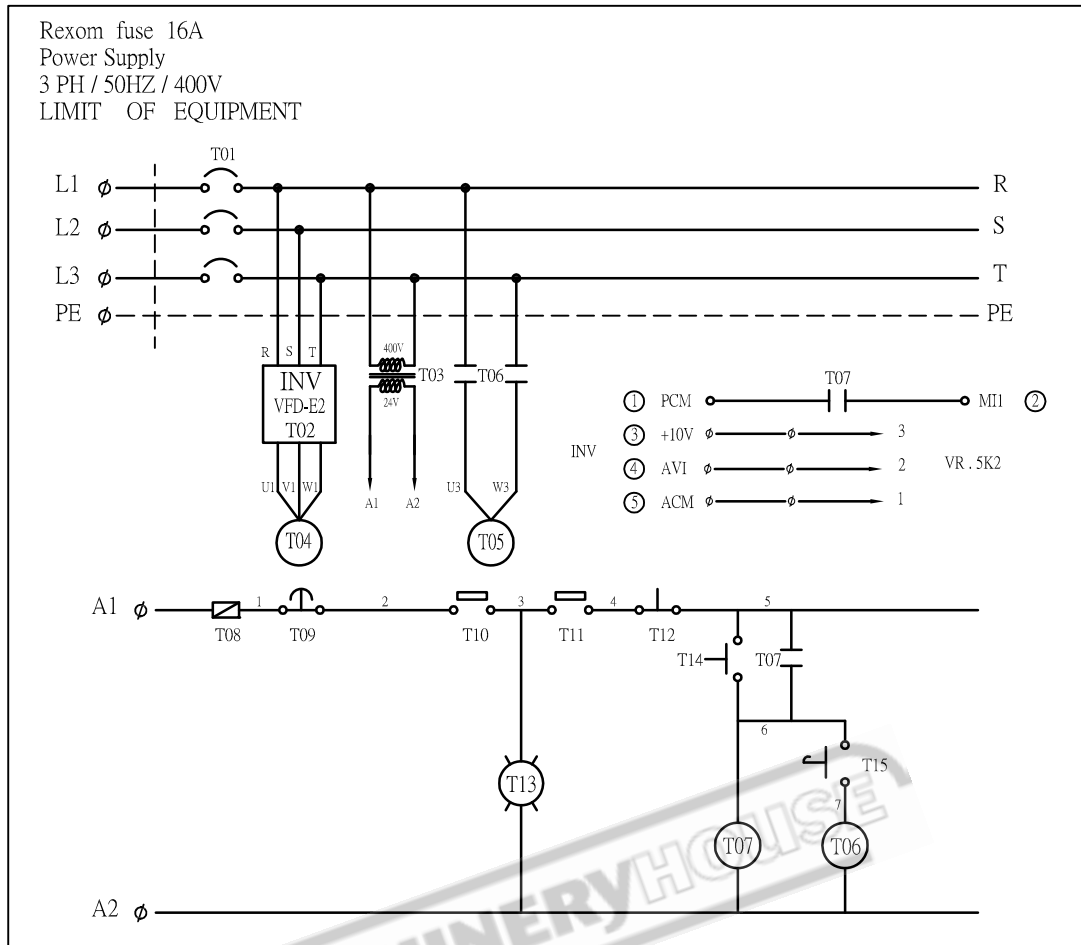 Rexom fuse 16A
Power Supply
3 PH / 50HZ / 400V
LIMIT OF EQUIPMENT
T01
L1 R
L2 S
L3 T
PE PE
R S T
400V
INV
VFD-E2
T02
T03
24V
T06
T07
① PCM MI1 ②
③ +10V 3
INV
④ AVI 2 VR . 5K2
⑤ ACM 1
U1 V1 W1
A1 A2
U3 W3
T04
T05
A1 1 2 3 4 5
T08 T09 T10 T11 T12
T14 T07
6
T15
T13
7
T07 T06
A2
MACHINERYHOUSE